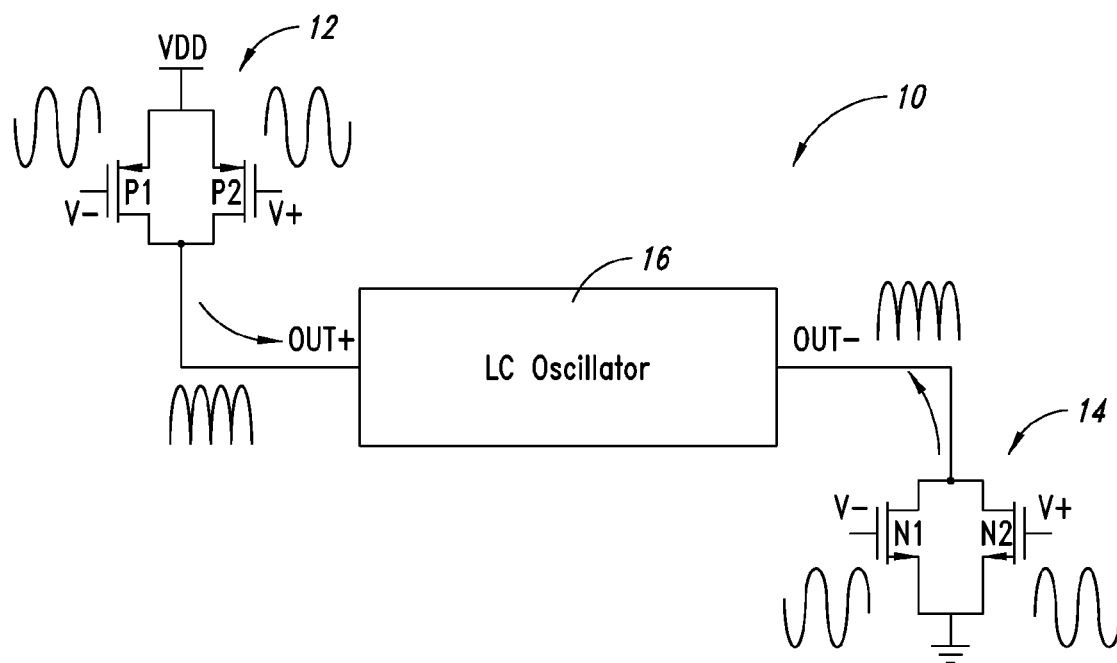 12
VDD
10
P1 P2
V- V+
16
OUT+ OUT-
LC Oscillator
14
V- V+
N1 N2